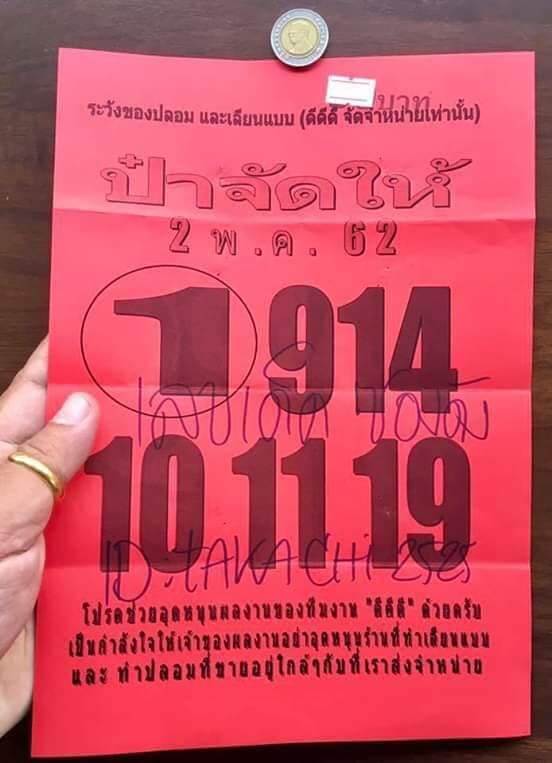 บาท
ระวังของปลอม และเลียนแบบ (ดีดีดี จัดจำหน่ายเท่านั้น)
ป๋าจัดให้
2 พ.ค. 62
1 914
เลขเด็ด
10 11 19
ID:TAKACHi2525
โปรดช่วยอุดหนุนผลงานของทีมงาน "ดีดีดี" ด้วยครับ
เป็นกำลังใจให้เจ้าของผลงานอย่าอุดหนุนร้านที่ทำเลียนแบบ
และ ทำปลอมที่ขายอยู่ใกล้ๆกับที่เราส่งจำหน่าย